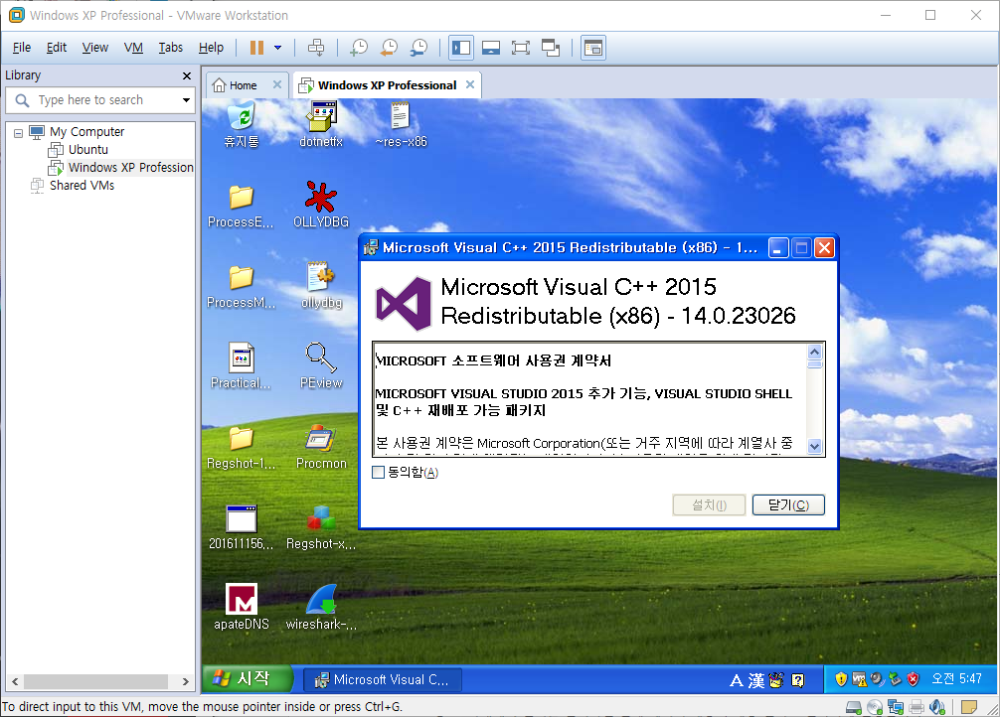 Windows XP Professional - VMware Workstation
File Edit View VM Tabs Help
Library
Type here to search
My Computer
Ubuntu
Windows XP Profession
Shared VMs
Home
Windows XP Professional
휴지통
dotnetfx
~res-x86
ProcessE...
OLLYDBG
ProcessM...
ollydbg
Practical...
PEview
Regshot-1...
Procmon
201611156...
Regshot-x...
apateDNS
wireshark-...
Microsoft Visual C++ 2015 Redistributable (x86) - 1...
Microsoft Visual C++ 2015
Redistributable (x86) - 14.0.23026
MICROSOFT 소프트웨어 사용권 계약서
MICROSOFT VISUAL STUDIO 2015 추가 기능, VISUAL STUDIO SHELL
및 C++ 재배포 가능 패키지
본 사용권 계약은 Microsoft Corporation(또는 거주 지역에 따라 계열사 중
동의함(A)
설치(I)
닫기(C)
시작
Microsoft Visual C...
A 漢
오전 5:47
To direct input to this VM, move the mouse pointer inside or press Ctrl+G.